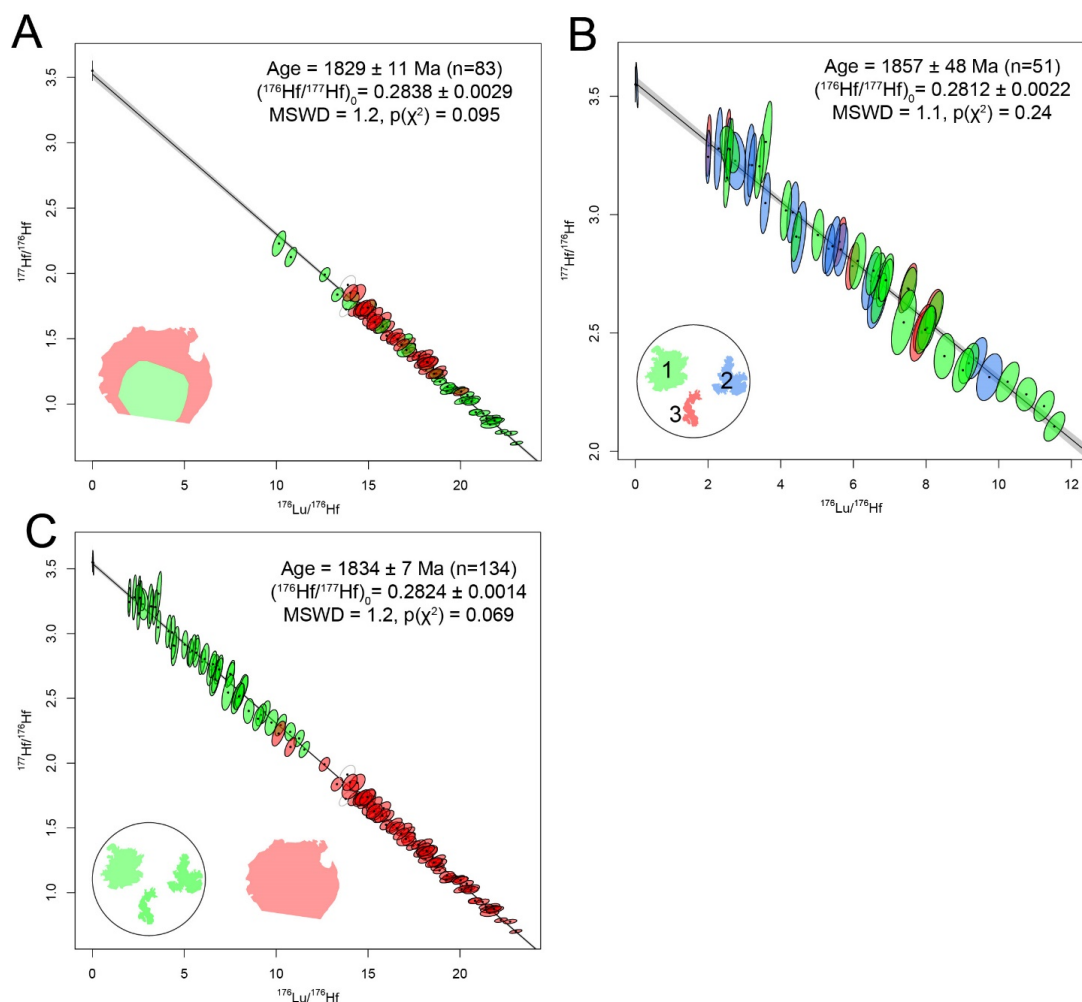 A
Age = 1829 ± 11 Ma (n=83)
(¹⁷⁶Hf/¹⁷⁷Hf)₀= 0.2838 ± 0.0029
MSWD = 1.2, p(χ²) = 0.095
¹⁷⁷Hf/¹⁷⁶Hf
3.5
3.0
2.5
2.0
1.5
1.0
0 5 10 15 20
¹⁷⁶Lu/¹⁷⁶Hf
B
Age = 1857 ± 48 Ma (n=51)
(¹⁷⁶Hf/¹⁷⁷Hf)₀= 0.2812 ± 0.0022
MSWD = 1.1, p(χ²) = 0.24
¹⁷⁷Hf/¹⁷⁶Hf
3.5
3.0
2.5
2.0
1
2
3
0 2 4 6 8 10 12
¹⁷⁶Lu/¹⁷⁶Hf
C
Age = 1834 ± 7 Ma (n=134)
(¹⁷⁶Hf/¹⁷⁷Hf)₀= 0.2824 ± 0.0014
MSWD = 1.2, p(χ²) = 0.069
¹⁷⁷Hf/¹⁷⁶Hf
3.5
3.0
2.5
2.0
1.5
1.0
0 5 10 15 20
¹⁷⁶Lu/¹⁷⁶Hf